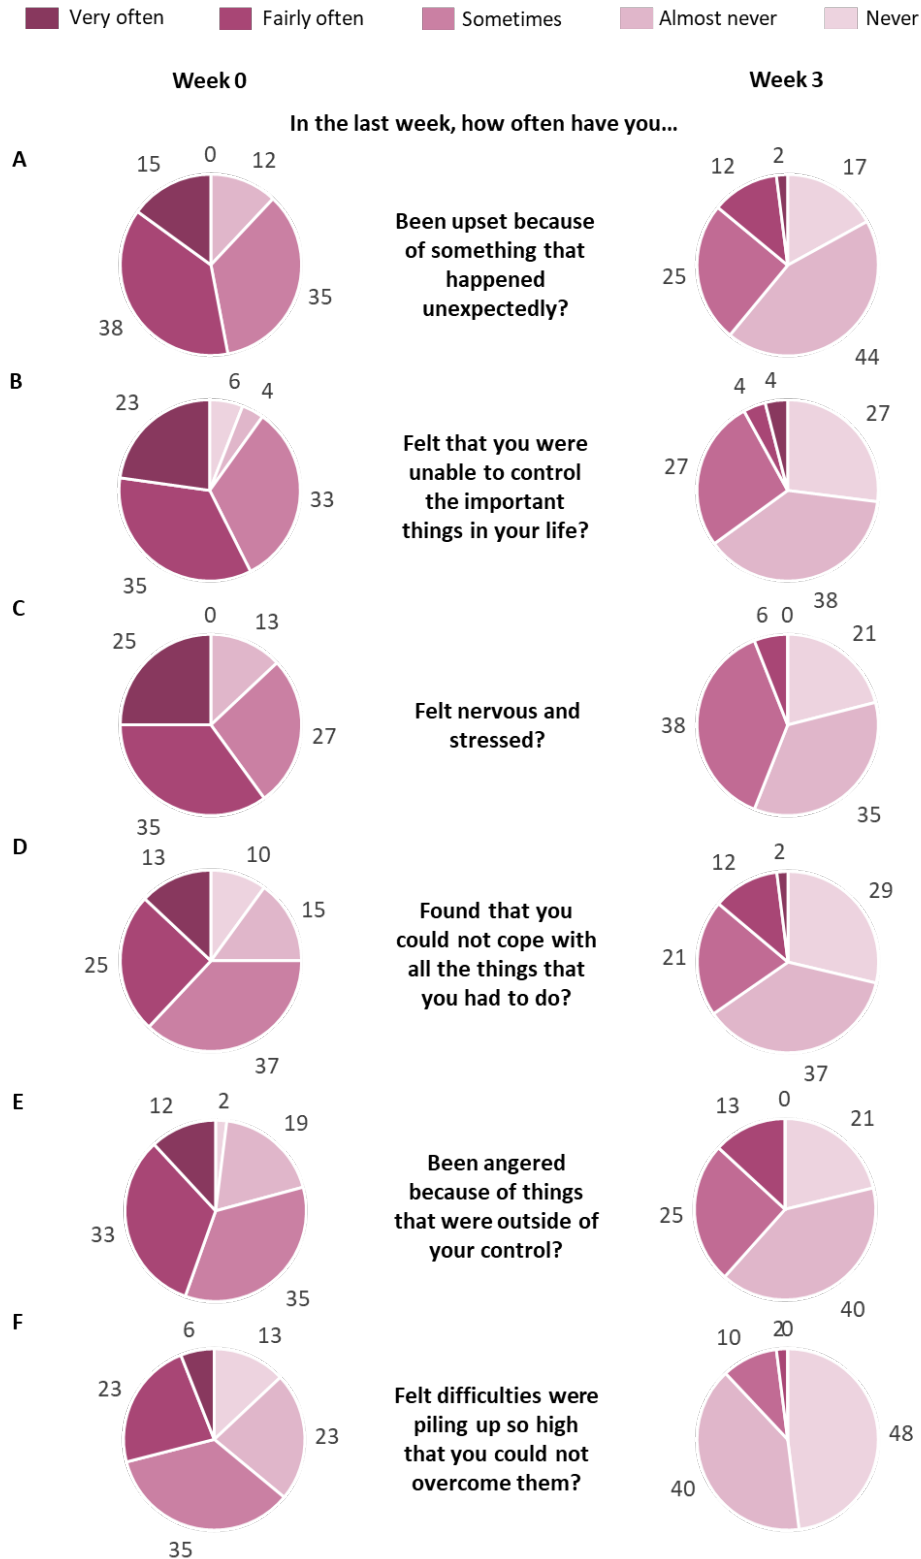 Very often Fairly often Sometimes Almost never Never
Week 0 Week 3
In the last week, how often have you...
A
15 0 12
38 35
Been upset because
of something that
happened
unexpectedly?
12 2 17
25 44
B
23 6 4
35 33
Felt that you were
unable to control
the important
things in your life?
4 4 27
27 38
C
25 0 13
35 27
Felt nervous and
stressed?
6 0 21
38 35
D
13 10 15
25 37
Found that you
could not cope with
all the things that
you had to do?
12 2 29
21 37
E
12 2 19
33 35
Been angered
because of things
that were outside of
your control?
13 0 21
25 40
F
6 13
23 23
35
Felt difficulties were
piling up so high
that you could not
overcome them?
10 2 0
40 48